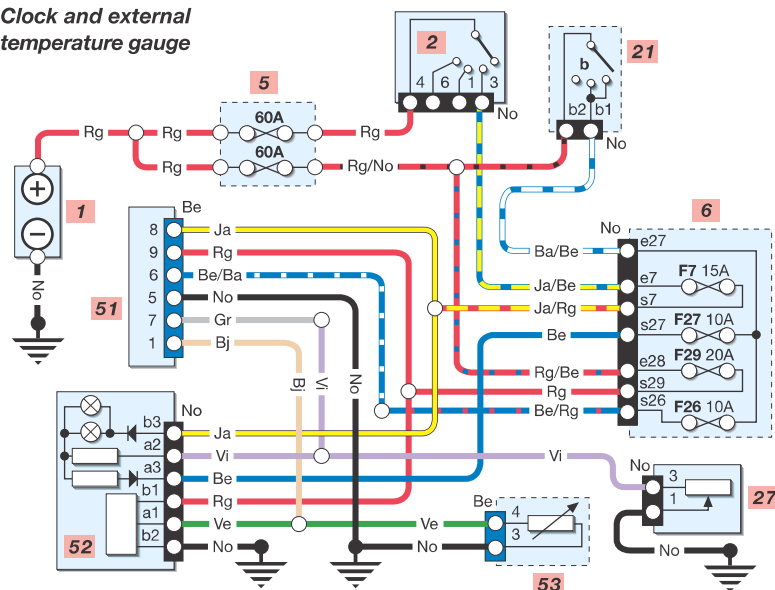 Clock and external
temperature gauge
5
60A
60A
Rg
Rg
Rg
Rg
Rg/No
1
No
2
4
6
1
3
No
21
b
b2
b1
No
6
No
Ba/Be
Ja/Be
Ja/Rg
Be
Rg/Be
Rg
Be/Rg
e27
e7
s7
s27
e28
s29
s26
F7 15A
F27 10A
F29 20A
F26 10A
51
Be
8
9
6
5
7
1
Ja
Rg
Be/Ba
No
Gr
Bj
Bj
Vi
No
52
No
b3
a2
a3
b1
a1
b2
Ja
Vi
Be
Rg
Ve
No
Vi
Ve
No
Be
4
3
53
No
3
1
27
No